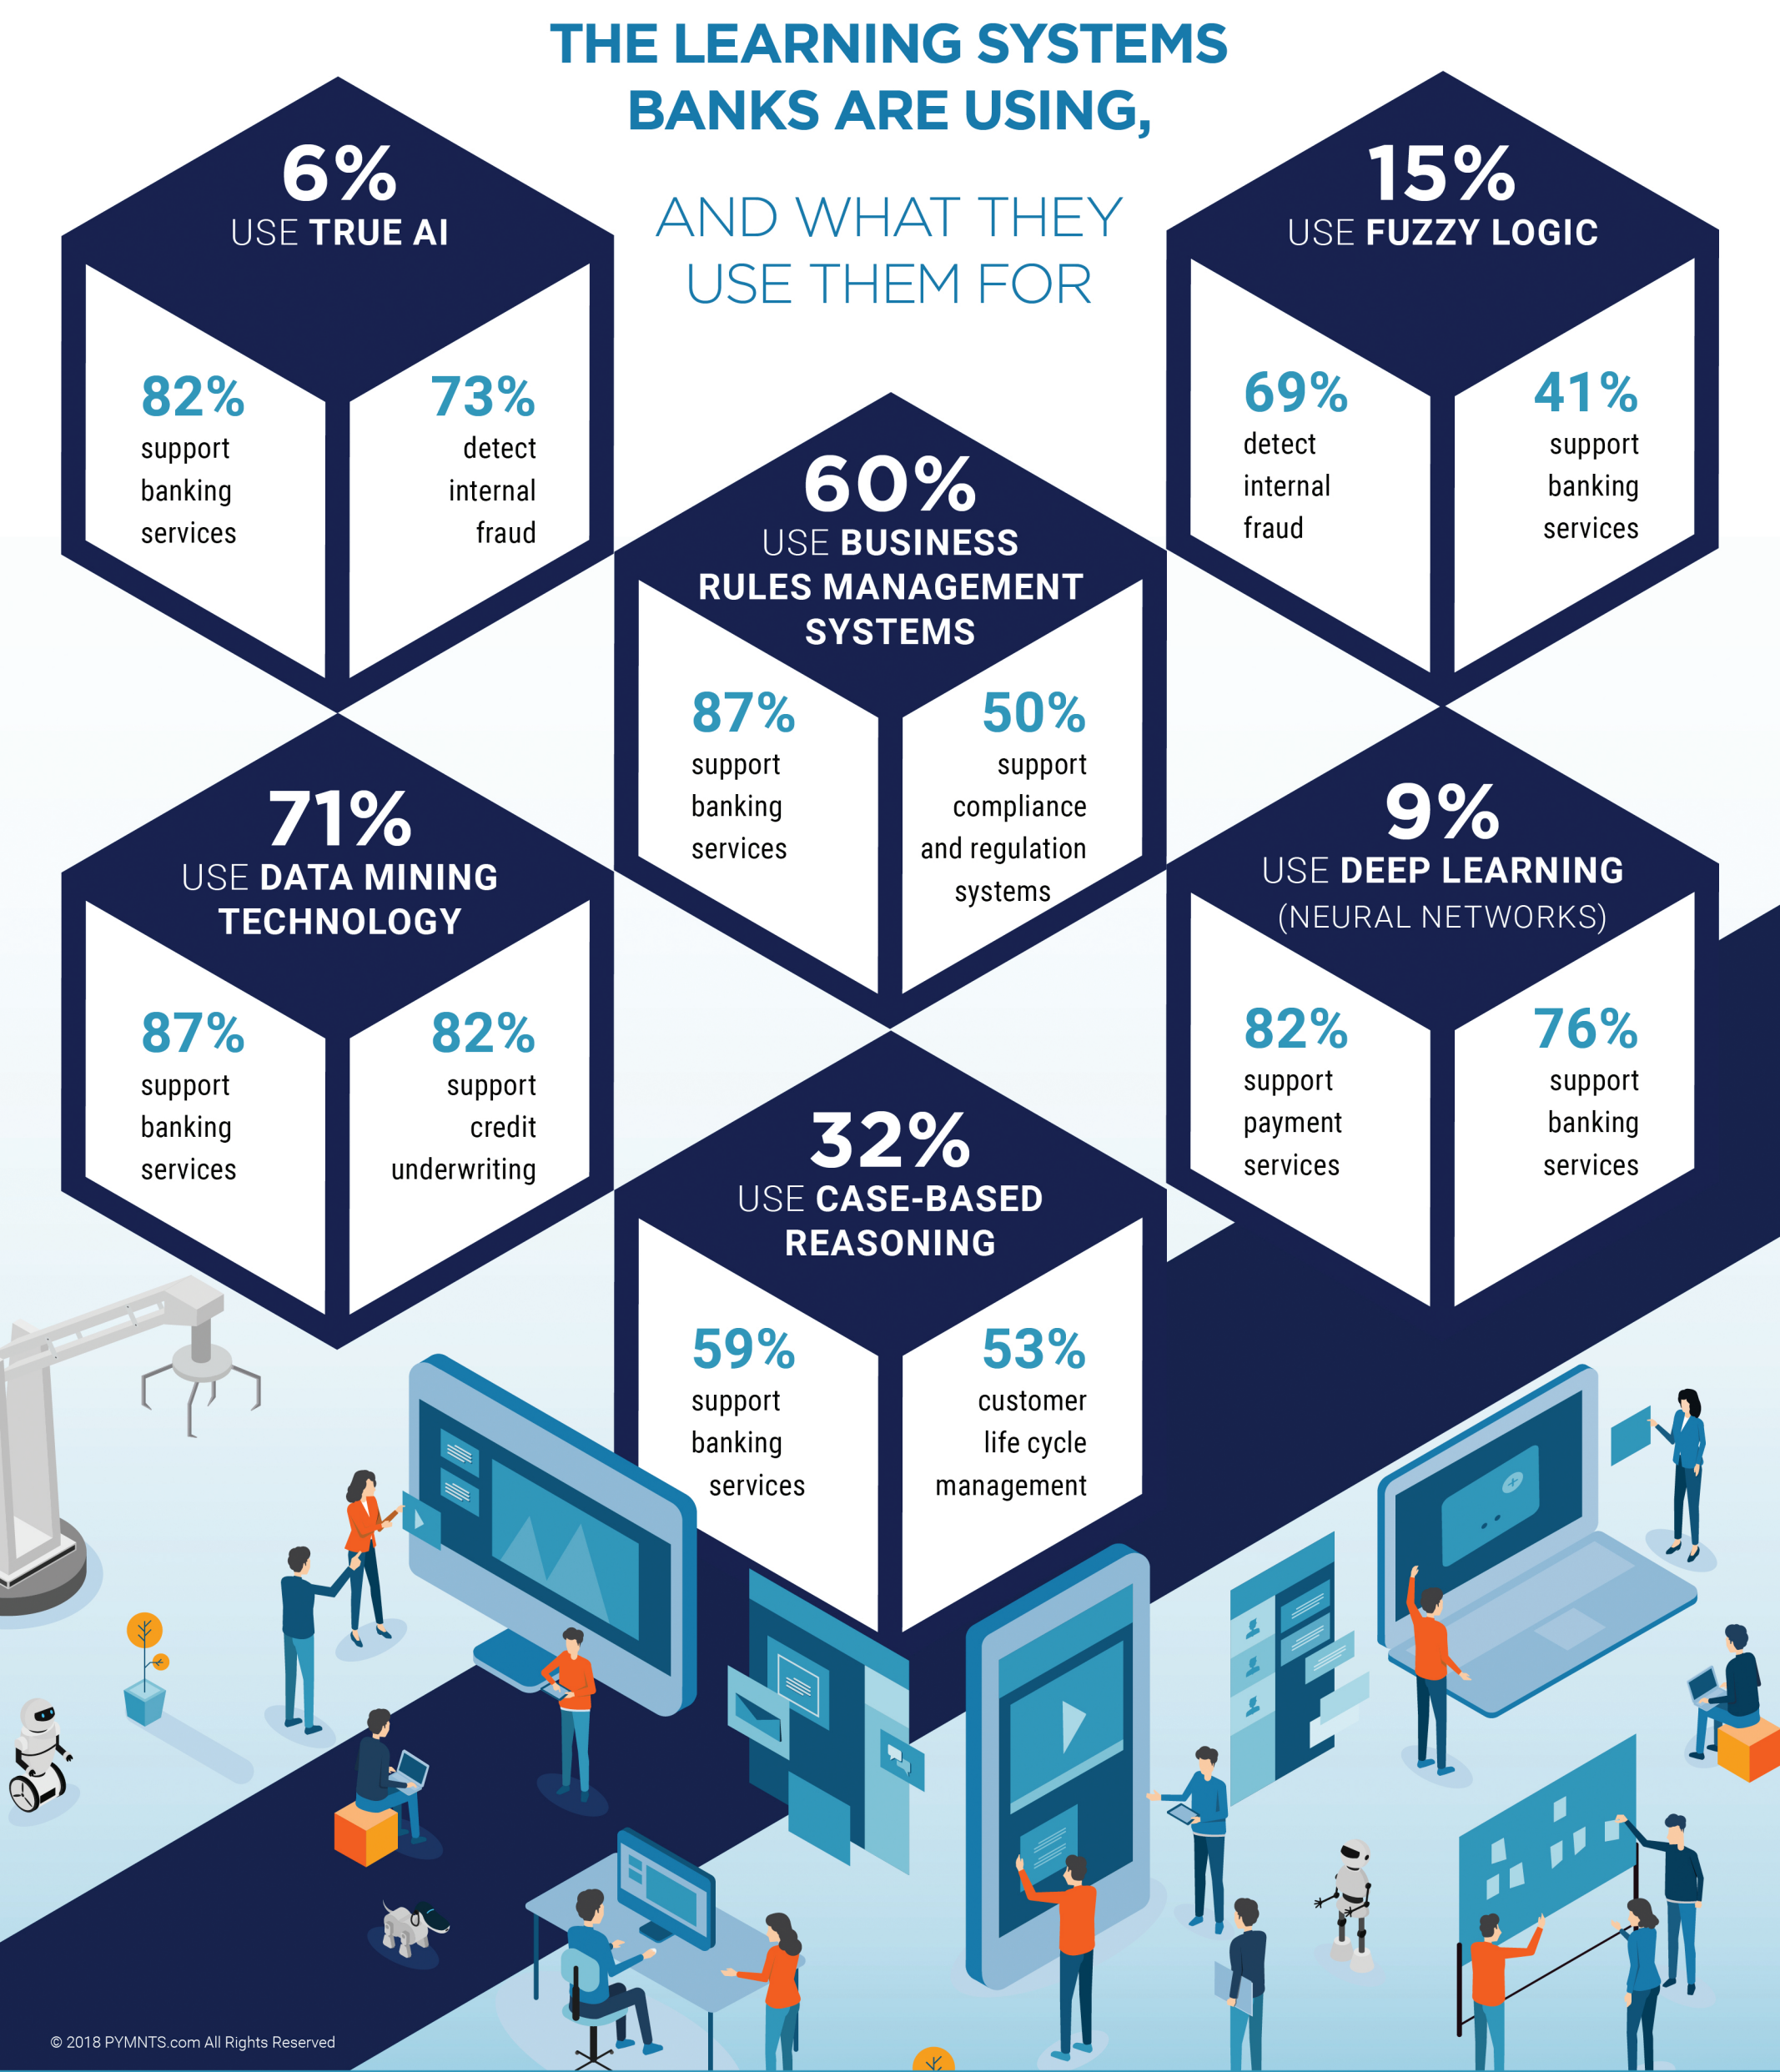 THE LEARNING SYSTEMS
BANKS ARE USING,
AND WHAT THEY
USE THEM FOR
6%
USE TRUE AI
82%
support
banking
services
73%
detect
internal
fraud
15%
USE FUZZY LOGIC
69%
detect
internal
fraud
41%
support
banking
services
60%
USE BUSINESS
RULES MANAGEMENT
SYSTEMS
87%
support
banking
services
50%
support
compliance
and regulation
systems
71%
USE DATA MINING
TECHNOLOGY
87%
support
banking
services
82%
support
credit
underwriting
9%
USE DEEP LEARNING
(NEURAL NETWORKS)
82%
support
payment
services
76%
support
banking
services
32%
USE CASE-BASED
REASONING
59%
support
banking
services
53%
customer
life cycle
management
© 2018 PYMNTS.com All Rights Reserved